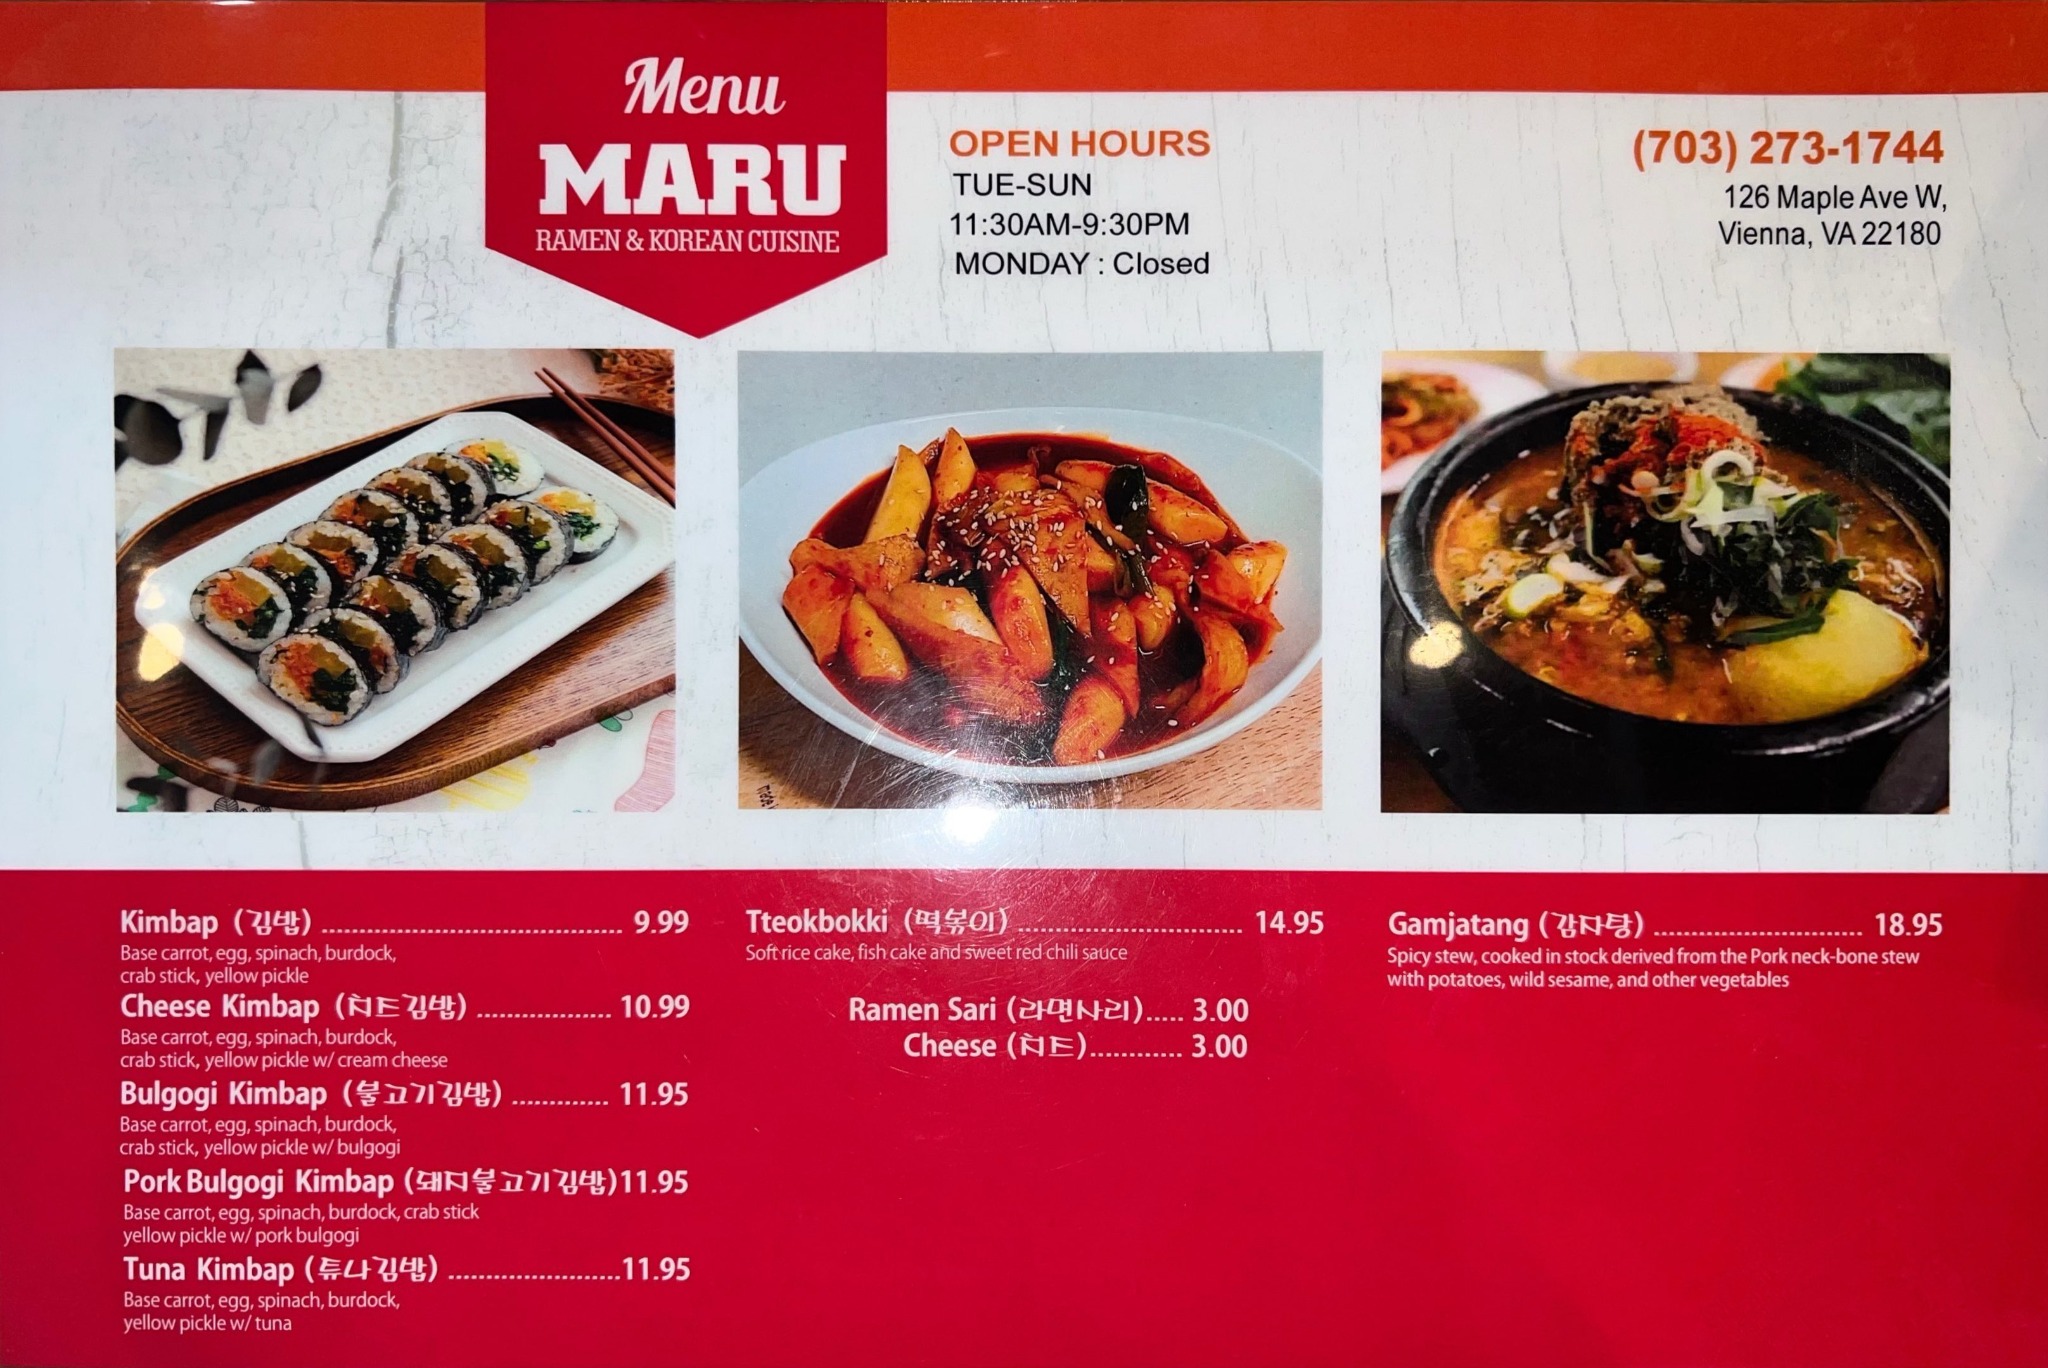 Menu
MARU
RAMEN & KOREAN CUISINE
OPEN HOURS
TUE-SUN
11:30AM-9:30PM
MONDAY : Closed
(703) 273-1744
126 Maple Ave W,
Vienna, VA 22180
Kimbap (김밥) .......................................... 9.99
Base carrot, egg, spinach, burdock,
crab stick, yellow pickle
Cheese Kimbap (치즈김밥) ................... 10.99
Base carrot, egg, spinach, burdock,
crab stick, yellow pickle w/ cream cheese
Bulgogi Kimbap (불고기김밥) ............. 11.95
Base carrot, egg, spinach, burdock,
crab stick, yellow pickle w/ bulgogi
Pork Bulgogi Kimbap (돼지불고기김밥)11.95
Base carrot, egg, spinach, burdock, crab stick
yellow pickle w/ pork bulgogi
Tuna Kimbap (튜나김밥) ........................11.95
Base carrot, egg, spinach, burdock,
yellow pickle w/ tuna
Tteokbokki (떡볶이) ............................... 14.95
Soft rice cake, fish cake and sweet red chili sauce
Ramen Sari (라면사리)..... 3.00
Cheese (치즈)............ 3.00
Gamjatang (감자탕) ............................. 18.95
Spicy stew, cooked in stock derived from the Pork neck-bone stew
with potatoes, wild sesame, and other vegetables